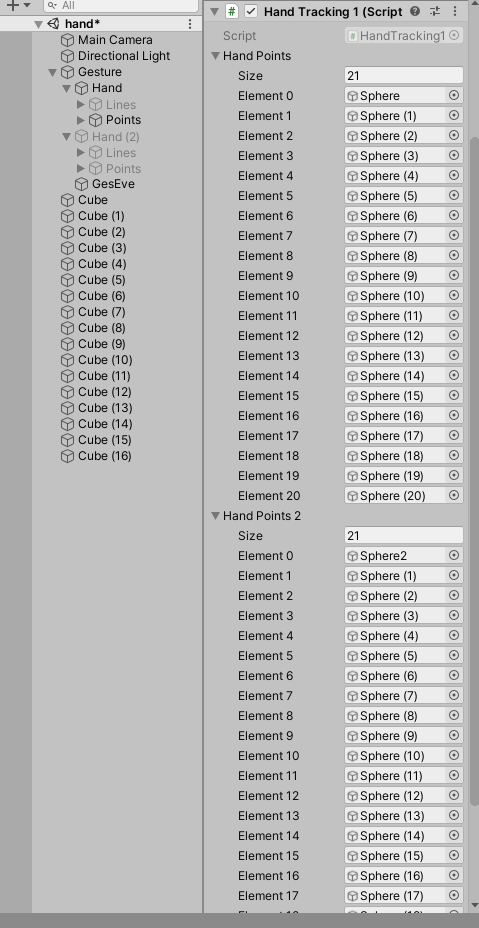 All
hand*
Main Camera
Directional Light
Gesture
Hand
Lines
Points
Hand (2)
Lines
Points
GesEve
Cube
Cube (1)
Cube (2)
Cube (3)
Cube (4)
Cube (5)
Cube (6)
Cube (7)
Cube (8)
Cube (9)
Cube (10)
Cube (11)
Cube (12)
Cube (13)
Cube (14)
Cube (15)
Cube (16)
# Hand Tracking 1 (Script
Script # HandTracking1
Hand Points
Size 21
Element 0 Sphere
Element 1 Sphere (1)
Element 2 Sphere (2)
Element 3 Sphere (3)
Element 4 Sphere (4)
Element 5 Sphere (5)
Element 6 Sphere (6)
Element 7 Sphere (7)
Element 8 Sphere (8)
Element 9 Sphere (9)
Element 10 Sphere (10)
Element 11 Sphere (11)
Element 12 Sphere (12)
Element 13 Sphere (13)
Element 14 Sphere (14)
Element 15 Sphere (15)
Element 16 Sphere (16)
Element 17 Sphere (17)
Element 18 Sphere (18)
Element 19 Sphere (19)
Element 20 Sphere (20)
Hand Points 2
Size 21
Element 0 Sphere2
Element 1 Sphere (1)
Element 2 Sphere (2)
Element 3 Sphere (3)
Element 4 Sphere (4)
Element 5 Sphere (5)
Element 6 Sphere (6)
Element 7 Sphere (7)
Element 8 Sphere (8)
Element 9 Sphere (9)
Element 10 Sphere (10)
Element 11 Sphere (11)
Element 12 Sphere (12)
Element 13 Sphere (13)
Element 14 Sphere (14)
Element 15 Sphere (15)
Element 16 Sphere (16)
Element 17 Sphere (17)